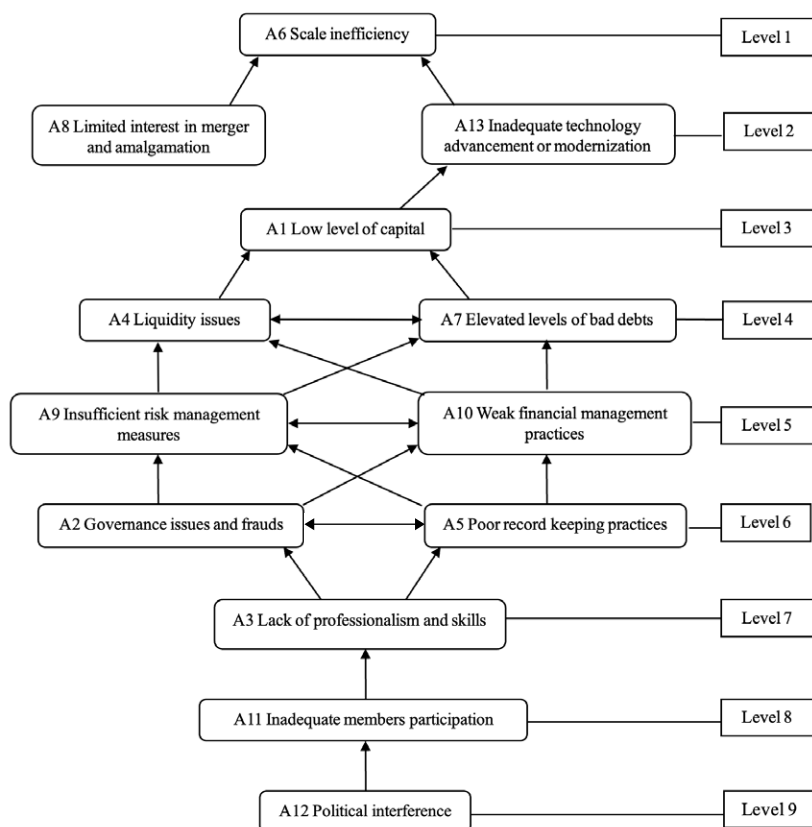 A6 Scale inefficiency
Level 1
A8 Limited interest in merger
and amalgamation
A13 Inadequate technology
advancement or modernization
Level 2
A1 Low level of capital
Level 3
A4 Liquidity issues
A7 Elevated levels of bad debts
Level 4
A9 Insufficient risk management
measures
A10 Weak financial management
practices
Level 5
A2 Governance issues and frauds
A5 Poor record keeping practices
Level 6
A3 Lack of professionalism and skills
Level 7
A11 Inadequate members participation
Level 8
A12 Political interference
Level 9